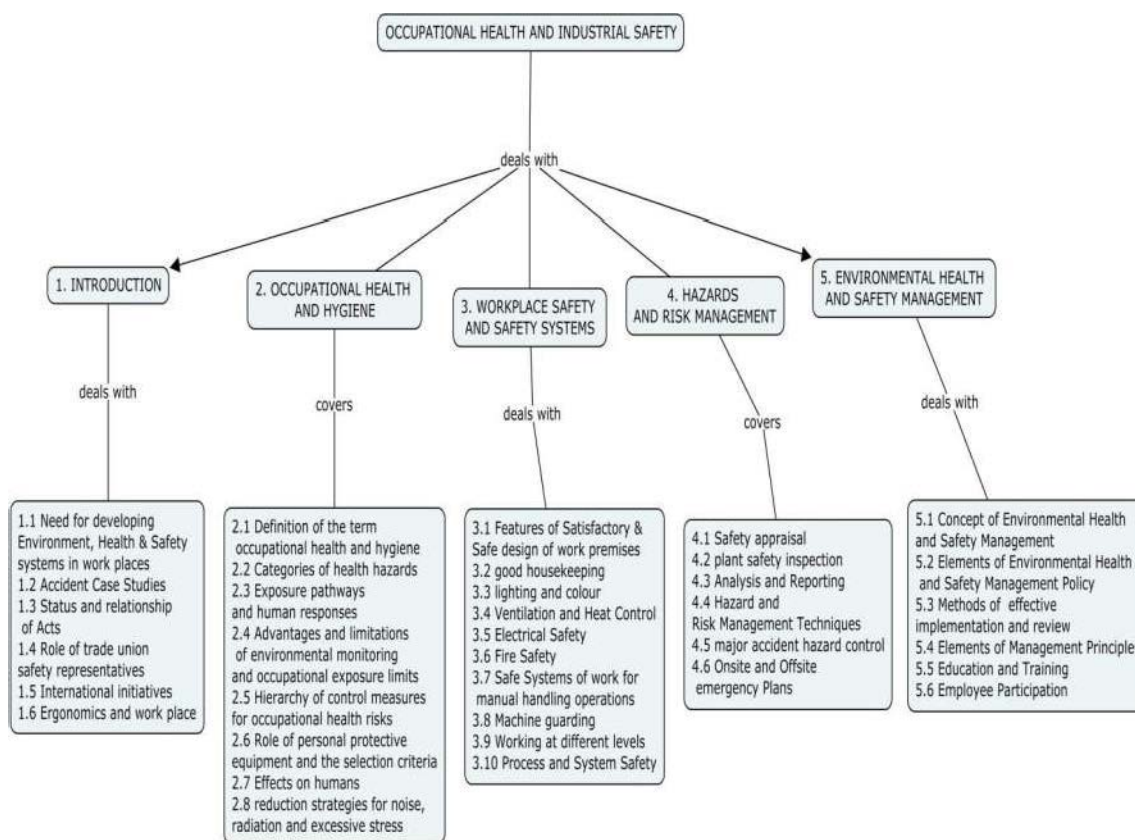 OCCUPATIONAL HEALTH AND INDUSTRIAL SAFETY
deals with
1. INTRODUCTION
2. OCCUPATIONAL HEALTH
AND HYGIENE
3. WORKPLACE SAFETY
AND SAFETY SYSTEMS
4. HAZARDS
AND RISK MANAGEMENT
5. ENVIRONMENTAL HEALTH
AND SAFETY MANAGEMENT
deals with
covers
deals with
covers
deals with
1.1 Need for developing
Environment, Health & Safety
systems in work places
1.2 Accident Case Studies
1.3 Status and relationship
of Acts
1.4 Role of trade union
safety representatives
1.5 International initiatives
1.6 Ergonomics and work place
2.1 Definition of the term
occupational health and hygiene
2.2 Categories of health hazards
2.3 Exposure pathways
and human responses
2.4 Advantages and limitations
of environmental monitoring
and occupational exposure limits
2.5 Hierarchy of control measures
for occupational health risks
2.6 Role of personal protective
equipment and the selection criteria
2.7 Effects on humans
2.8 reduction strategies for noise,
radiation and excessive stress
3.1 Features of Satisfactory &
Safe design of work premises
3.2 good housekeeping
3.3 lighting and colour
3.4 Ventilation and Heat Control
3.5 Electrical Safety
3.6 Fire Safety
3.7 Safe Systems of work for
manual handling operations
3.8 Machine guarding
3.9 Working at different levels
3.10 Process and System Safety
4.1 Safety appraisal
4.2 plant safety inspection
4.3 Analysis and Reporting
4.4 Hazard and
Risk Management Techniques
4.5 major accident hazard control
4.6 Onsite and Offsite
emergency Plans
5.1 Concept of Environmental Health
and Safety Management
5.2 Elements of Environmental Health
and Safety Management Policy
5.3 Methods of effective
implementation and review
5.4 Elements of Management Principle
5.5 Education and Training
5.6 Employee Participation